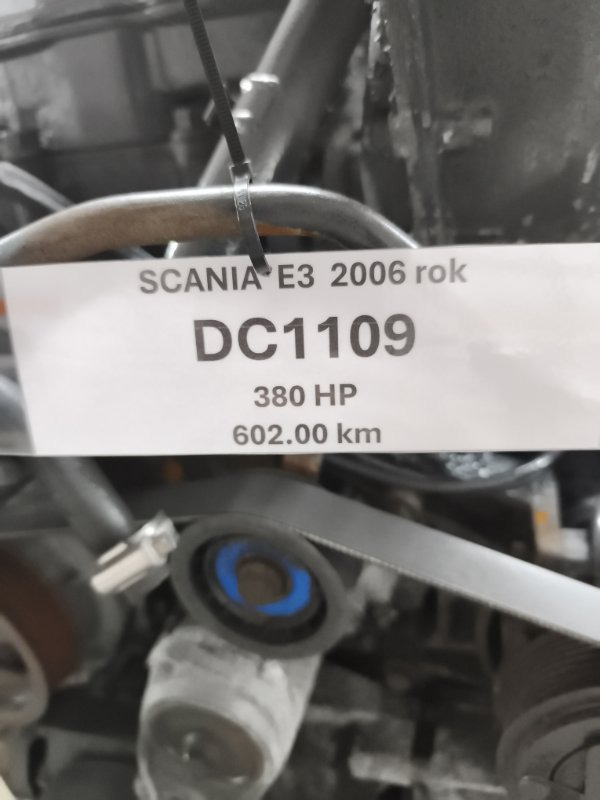 SCANIA E3 2006 rok
DC1109
380 HP
602.00 km